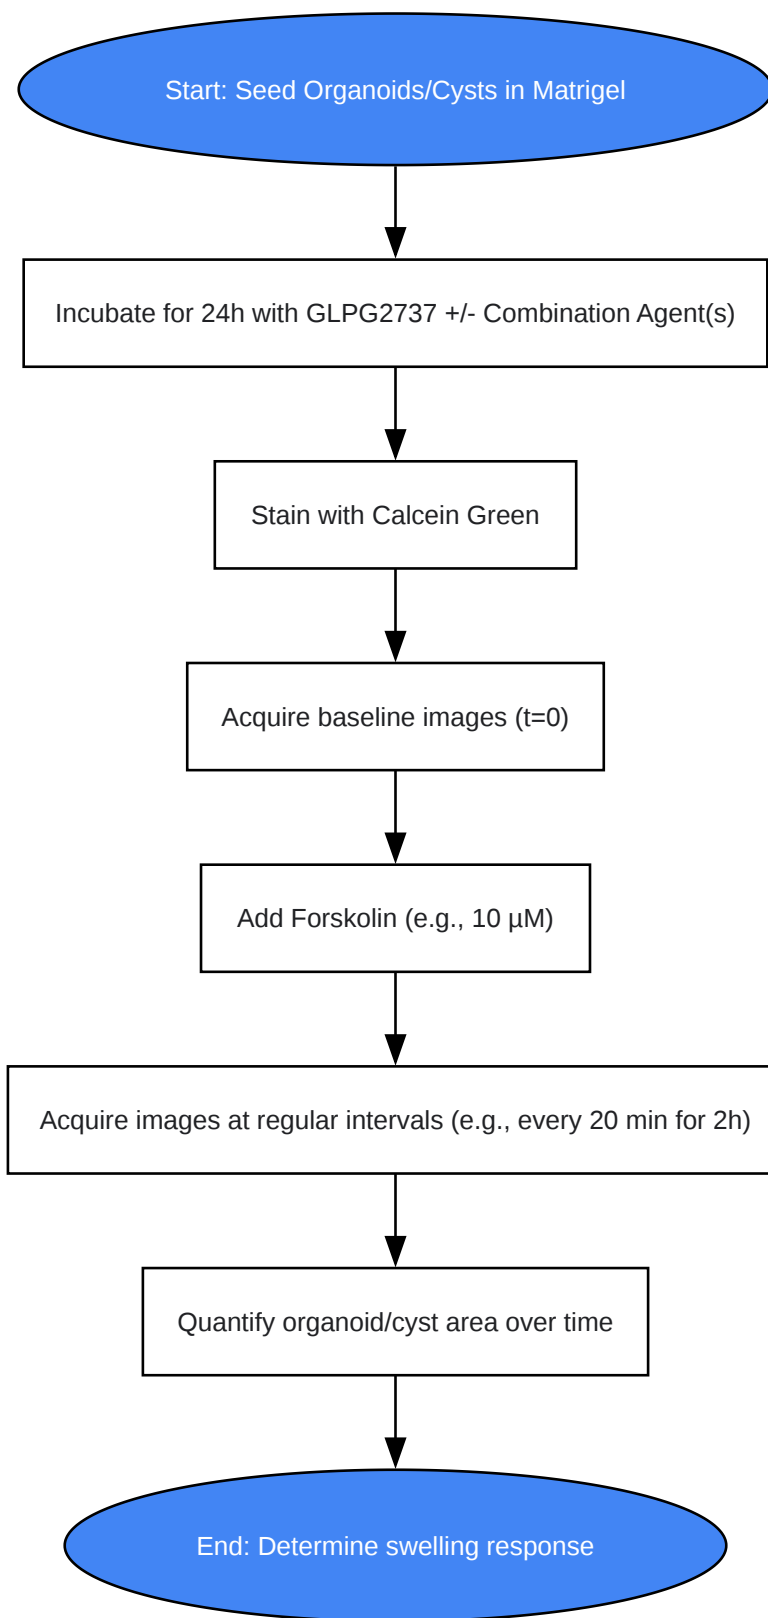 Start: Seed Organoids/Cysts in Matrigel
Incubate for 24h with GLPG2737 +/- Combination Agent(s)
Stain with Calcein Green
Acquire baseline images (t=0)
Add Forskolin (e.g., 10 µM)
Acquire images at regular intervals (e.g., every 20 min for 2h)
Quantify organoid/cyst area over time
End: Determine swelling response